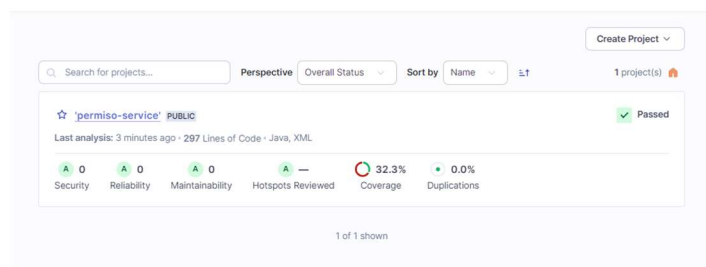 Create Project
Search for projects... Perspective Overall Status Sort by Name 1 project(s)
'permiso-service' PUBLIC Passed
Last analysis: 3 minutes ago • 297 Lines of Code • Java, XML
A 0 A 0 A 0 A — 32.3% 0.0%
Security Reliability Maintainability Hotspots Reviewed Coverage Duplications
1 of 1 shown